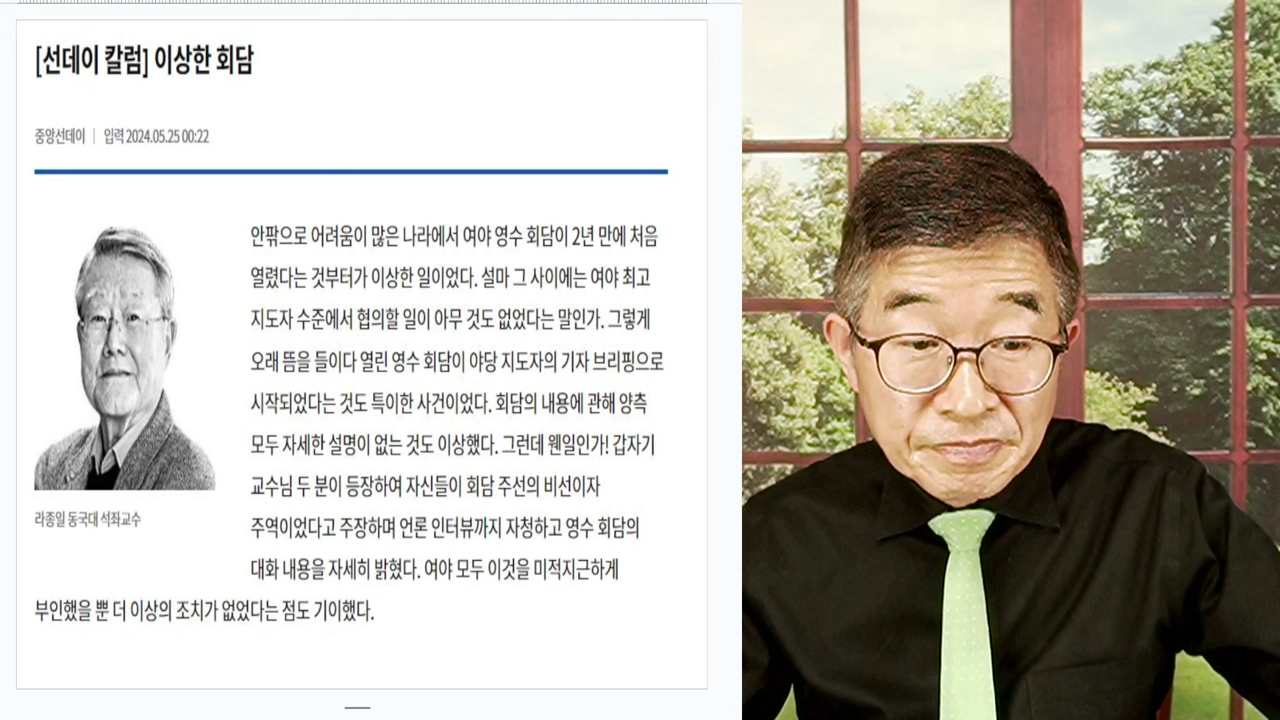 [선데이 칼럼] 이상한 회담
중앙선데이 | 입력 2024.05.25 00:22
안팎으로 어려움이 많은 나라에서 여야 영수 회담이 2년 만에 처음
열렸다는 것부터가 이상한 일이었다. 설마 그 사이에는 여야 최고
지도자 수준에서 협의할 일이 아무 것도 없었다는 말인가. 그렇게
오래 뜸을 들이다 열린 영수 회담이 야당 지도자의 기자 브리핑으로
시작되었다는 것도 특이한 사건이었다. 회담의 내용에 관해 양측
모두 자세한 설명이 없는 것도 이상했다. 그런데 웬일인가! 갑자기
교수님 두 분이 등장하여 자신들이 회담 주선의 비선이자
주역이었다고 주장하며 언론 인터뷰까지 자청하고 영수 회담의
대화 내용을 자세히 밝혔다. 여야 모두 이것을 미적지근하게
부인했을 뿐 더 이상의 조치가 없었다는 점도 기이했다.
라종일 동국대 석좌교수